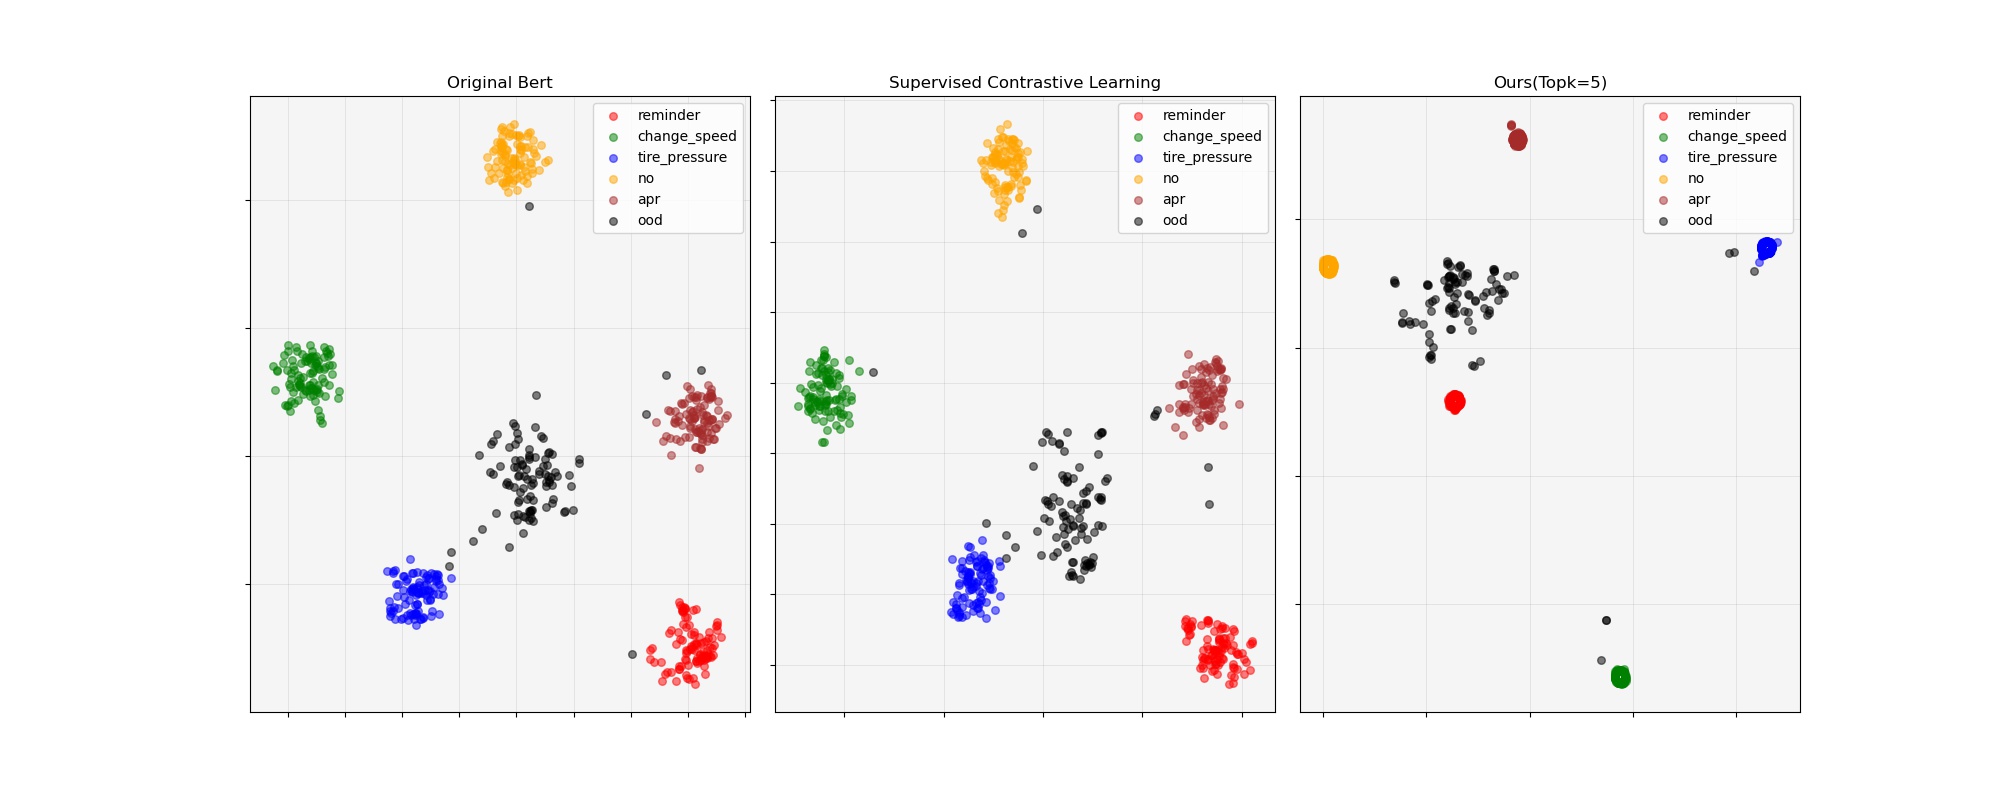 Original Bert
reminder
change_speed
tire_pressure
no
apr
ood
Supervised Contrastive Learning
reminder
change_speed
tire_pressure
no
apr
ood
Ours(Topk=5)
reminder
change_speed
tire_pressure
no
apr
ood